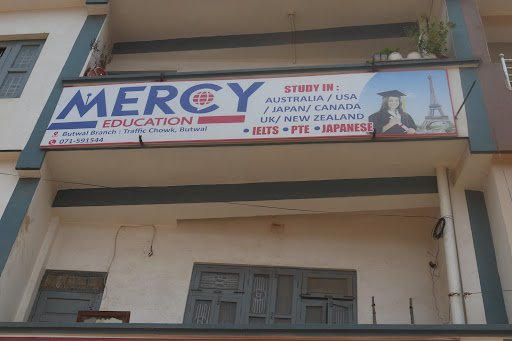 MERCY
EDUCATION
Butwal Branch : Traffic Chowk, Butwal
071-591544
STUDY IN :
AUSTRALIA / USA
/ JAPAN/ CANADA
UK/ NEW ZEALAND
• IELTS • PTE • JAPANESE